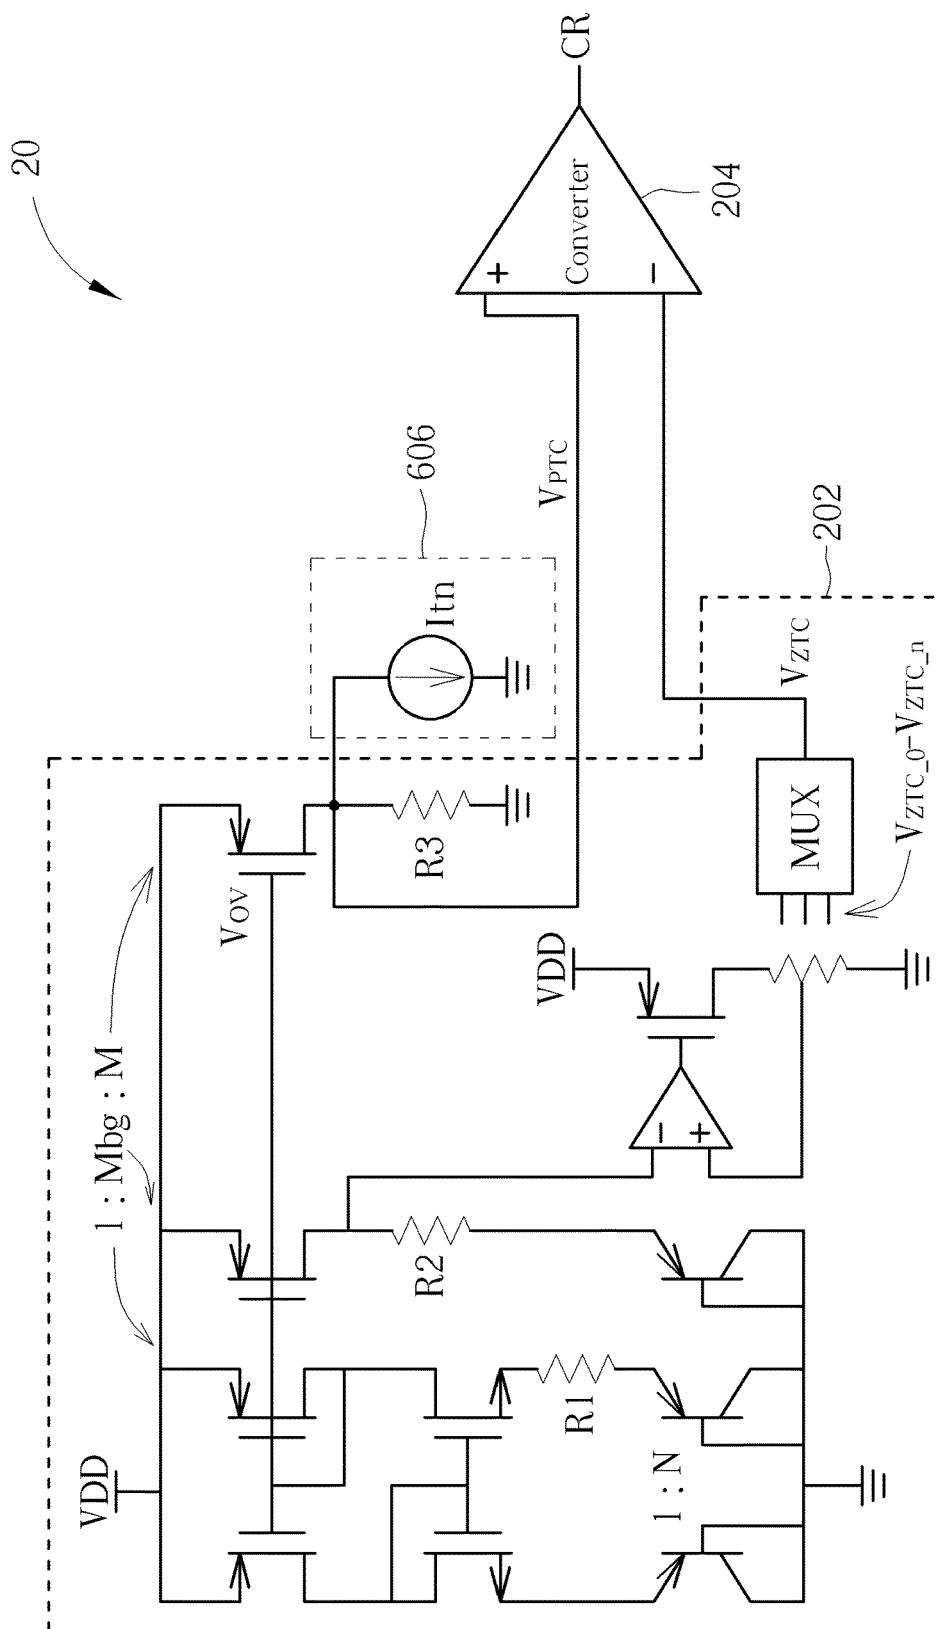 20
VDD
1 : Mbg : M
Vov
606
Itn
CR
+
Converter
−
204
VPTC
R3
R2
R1
1 : N
−
+
VDD
MUX
VZTC
202
VZTC_0-VZTC_n